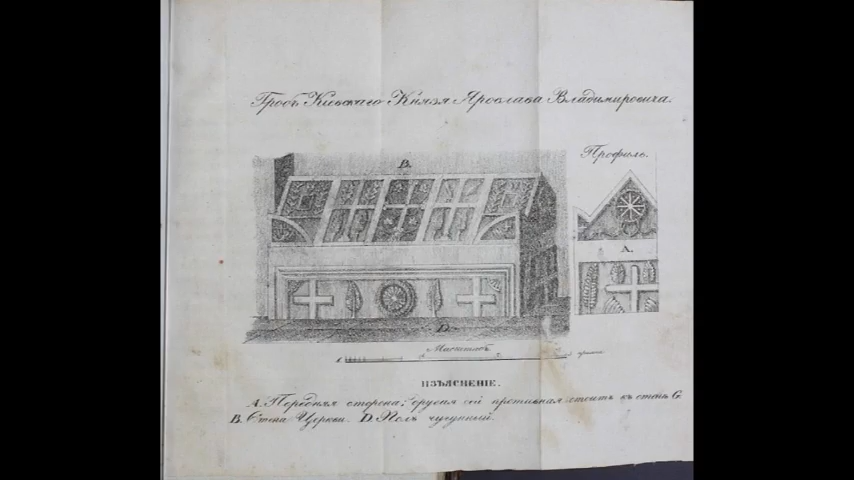 Гробъ Кіевскаго Князя Ярослава Владимировича.
Профиль.
B.
A.
D.
Масштабъ
ИЗЪЯСНЕНІЕ.
А. Передняя сторона; другая ей противная стоитъ къ стѣнѣ G
B. Стѣна Церкви. D. Полъ чугунный.